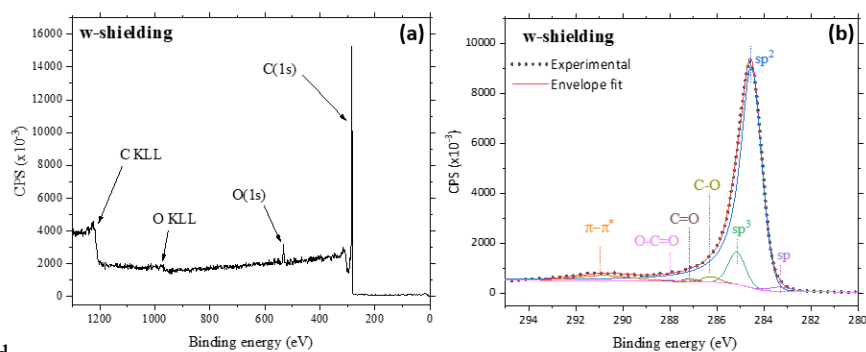 w-shielding
(a)
C(1s)
C KLL
O KLL
O(1s)
CPS (x10⁻³)
16000
14000
12000
10000
8000
6000
4000
2000
0
1200 1000 800 600 400 200 0
Binding energy (eV)
w-shielding
(b)
Experimental
Envelope fit
sp²
C-O
C=O
π-π*
O-C=O
sp³
sp
CPS (x10⁻³)
10000
8000
6000
4000
2000
0
294 292 290 288 286 284 282 280
Binding energy (eV)